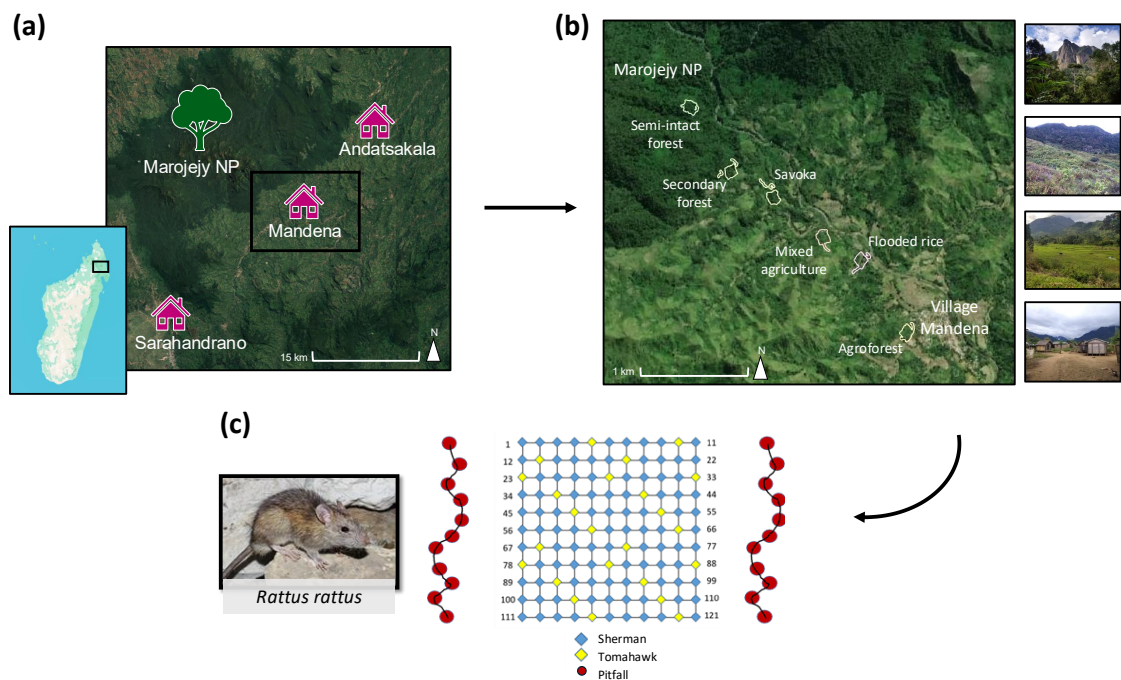 (a)
Marojejy NP
Andatsakala
Mandena
Sarahandrano
15 km
N
(b)
Marojejy NP
Semi-intact
forest
Secondary
forest
Savoka
Mixed
agriculture
Flooded rice
Village
Mandena
Agroforest
1 km
N
(c)
Rattus rattus
1 11
12 22
23 33
34 44
45 55
56 66
67 77
78 88
89 99
100 110
111 121
Sherman
Tomahawk
Pitfall